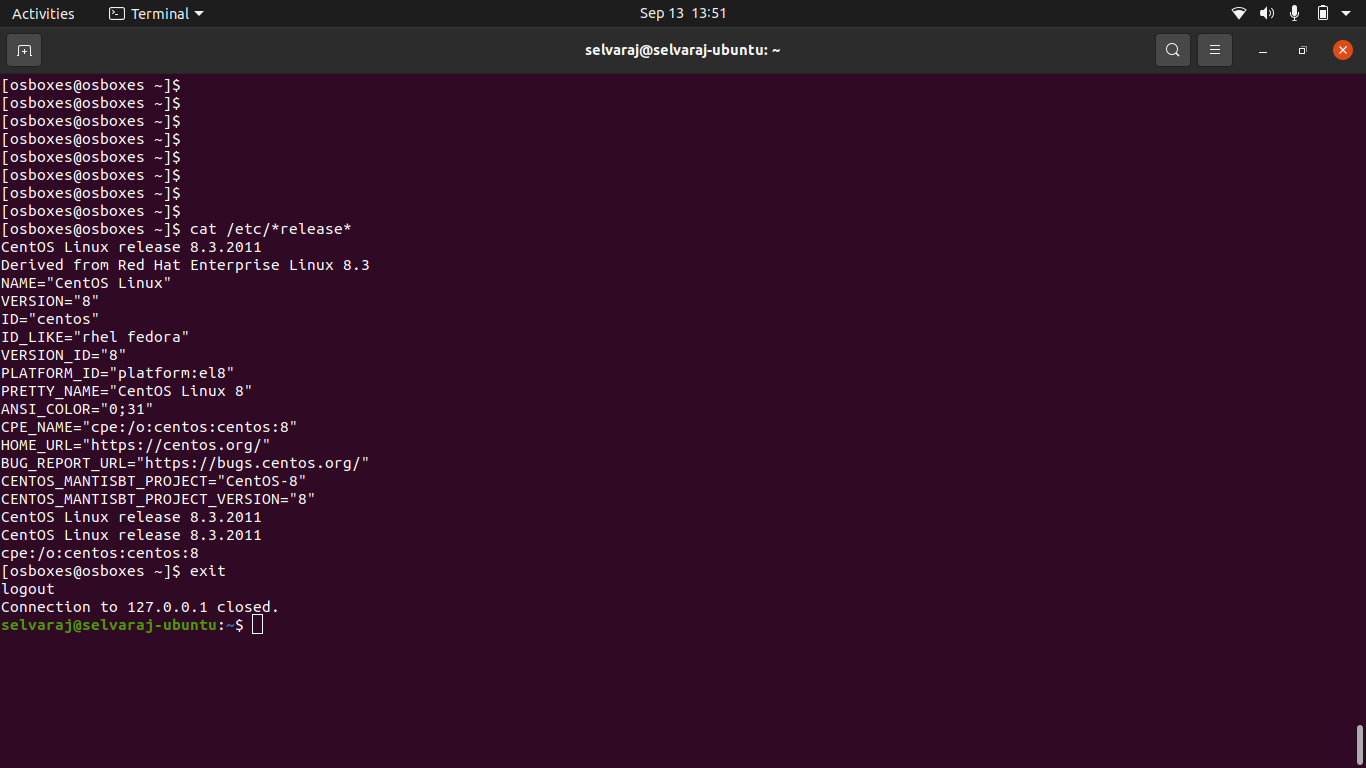 Activities Terminal Sep 13 13:51
selvaraj@selvaraj-ubuntu: ~
[osboxes@osboxes ~]$
[osboxes@osboxes ~]$
[osboxes@osboxes ~]$
[osboxes@osboxes ~]$
[osboxes@osboxes ~]$
[osboxes@osboxes ~]$
[osboxes@osboxes ~]$
[osboxes@osboxes ~]$
[osboxes@osboxes ~]$ cat /etc/*release*
CentOS Linux release 8.3.2011
Derived from Red Hat Enterprise Linux 8.3
NAME="CentOS Linux"
VERSION="8"
ID="centos"
ID_LIKE="rhel fedora"
VERSION_ID="8"
PLATFORM_ID="platform:el8"
PRETTY_NAME="CentOS Linux 8"
ANSI_COLOR="0;31"
CPE_NAME="cpe:/o:centos:centos:8"
HOME_URL="https://centos.org/"
BUG_REPORT_URL="https://bugs.centos.org/"
CENTOS_MANTISBT_PROJECT="CentOS-8"
CENTOS_MANTISBT_PROJECT_VERSION="8"
CentOS Linux release 8.3.2011
CentOS Linux release 8.3.2011
cpe:/o:centos:centos:8
[osboxes@osboxes ~]$ exit
logout
Connection to 127.0.0.1 closed.
selvaraj@selvaraj-ubuntu:~$